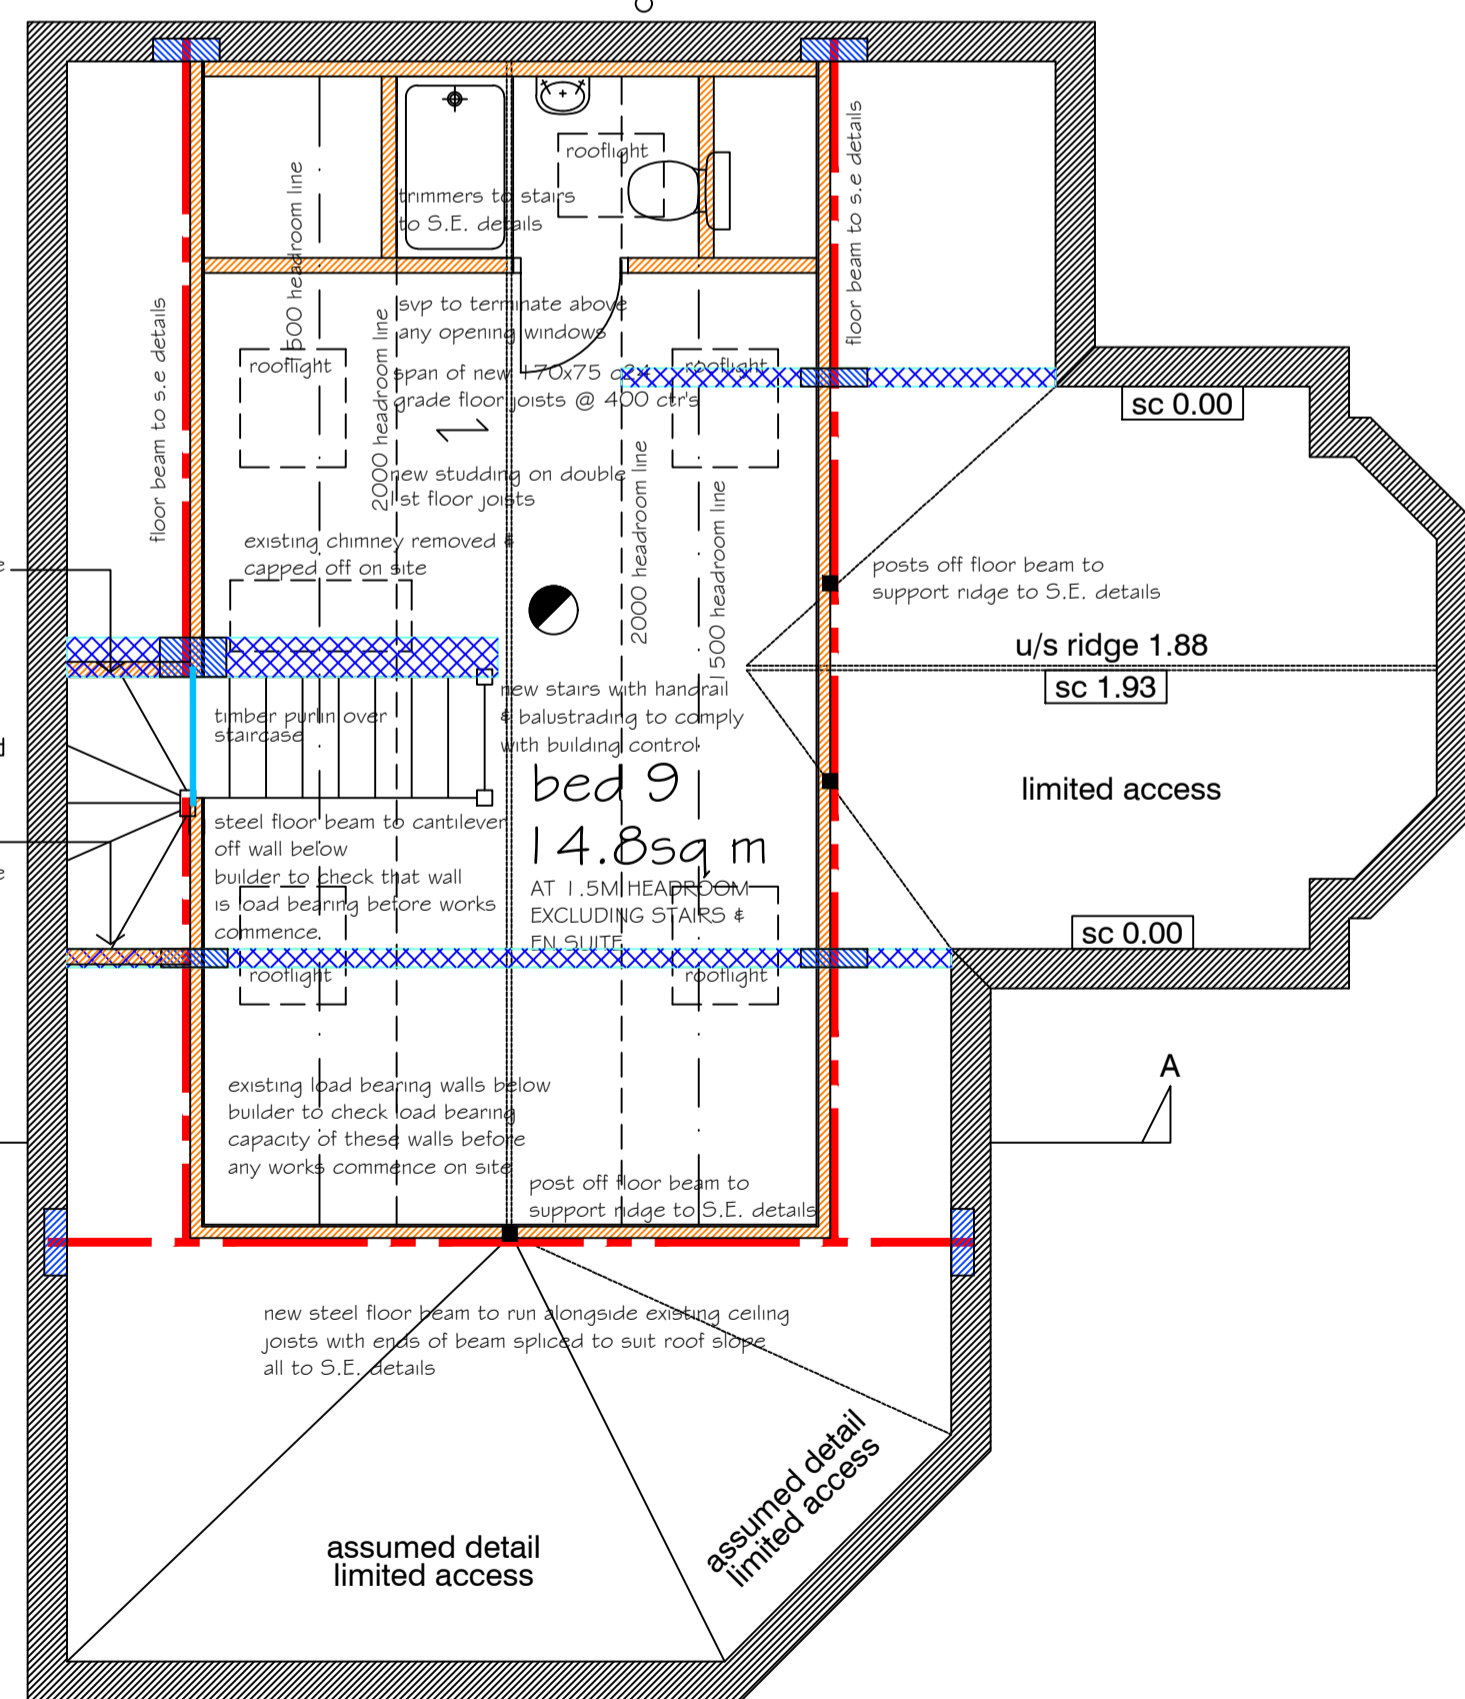 rooflight
trimmers to stairs
to S.E. details
floor beam to s.e details
1500 headroom line
floor beam to s.e details
2000 headroom line
svp to terminate above
any opening windows
rooflight
rooflight
span of new 170x75 c24
grade floor joists @ 400 ctr's
sc 0.00
new studding on double
1st floor joists
2000 headroom line
1500 headroom line
existing chimney removed &
capped off on site
posts off floor beam to
support ridge to S.E. details
u/s ridge 1.88
sc 1.93
new stairs with handrail
& balustrading to comply
with building control
timber purlin over
staircase
bed 9
14.8sq m
AT 1.5M HEADROOM
EXCLUDING STAIRS &
EN SUITE
limited access
steel floor beam to cantilever
off wall below
builder to check that wall
is load bearing before works
commence.
sc 0.00
rooflight
rooflight
A
existing load bearing walls below
builder to check load bearing
capacity of these walls before
any works commence on site
post off floor beam to
support ridge to S.E. details
new steel floor beam to run alongside existing ceiling
joists with ends of beam spliced to suit roof slope
all to S.E. details
assumed detail
limited access
assumed detail
limited access